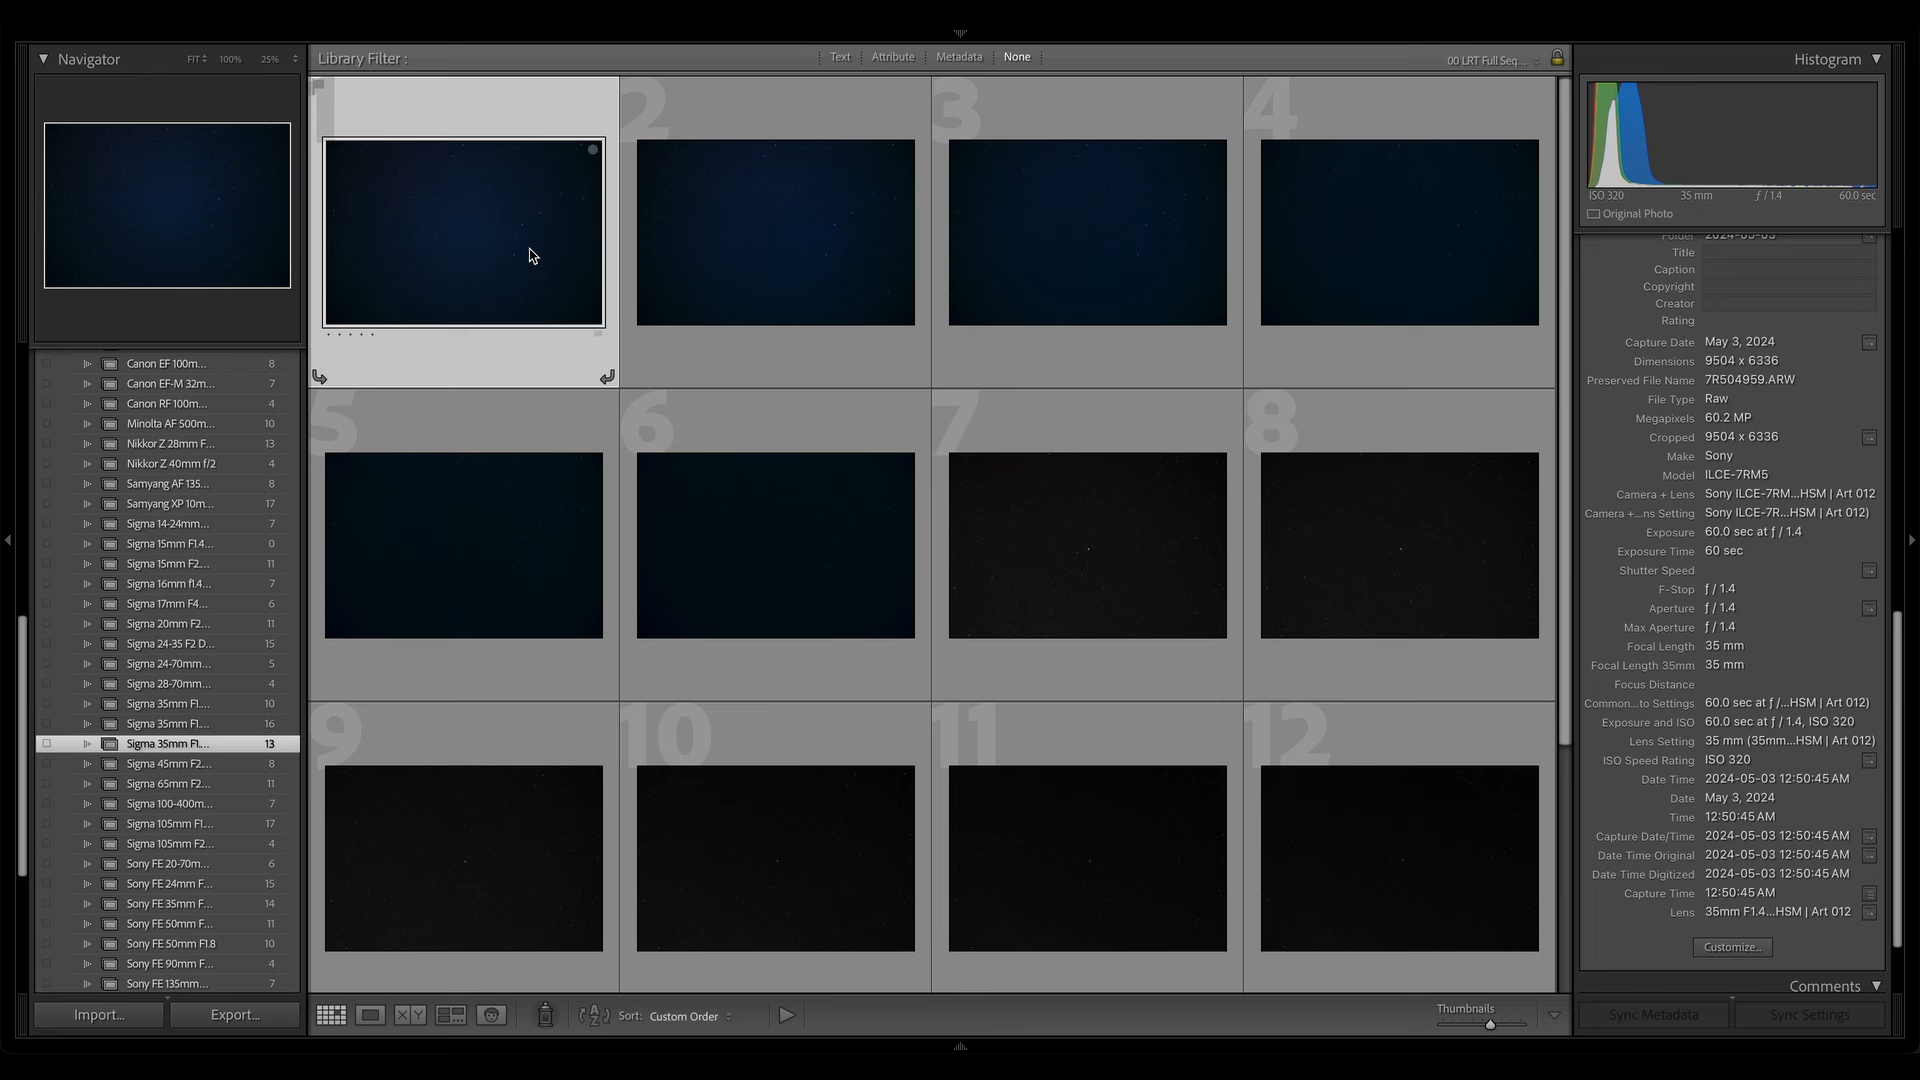 Navigator
FIT
100%
25%
Canon EF 100m... 8
Canon EF-M 32m... 7
Canon RF 100m... 4
Minolta AF 500m... 10
Nikkor Z 28mm F... 13
Nikkor Z 40mm f/2 4
Samyang AF 135... 8
Samyang XP 10m... 17
Sigma 14-24mm... 7
Sigma 15mm F1.4... 0
Sigma 15mm F2... 11
Sigma 16mm f1.4... 7
Sigma 17mm F4... 6
Sigma 20mm F2... 11
Sigma 24-35 F2 D... 15
Sigma 24-70mm... 5
Sigma 28-70mm... 4
Sigma 35mm F1.... 10
Sigma 35mm F1.... 16
Sigma 35mm F1.... 13
Sigma 45mm F2... 8
Sigma 65mm F2... 11
Sigma 100-400m... 7
Sigma 105mm F1.... 17
Sigma 105mm F2... 4
Sony FE 20-70m... 6
Sony FE 24mm F... 15
Sony FE 35mm F... 14
Sony FE 50mm F... 11
Sony FE 50mm F1.8 10
Sony FE 90mm F... 4
Sony FE 135mm... 7
Import...
Export...
Library Filter :
Text
Attribute
Metadata
None
00 LRT Full Seq...
1
2
3
4
5
6
7
8
9
10
11
12
XY
Sort: Custom Order
Thumbnails
Histogram
ISO 320
35 mm
ƒ / 1.4
60.0 sec
Original Photo
Folder 2024-05-03
Title
Caption
Copyright
Creator
Rating
Capture Date May 3, 2024
Dimensions 9504 x 6336
Preserved File Name 7R504959.ARW
File Type Raw
Megapixels 60.2 MP
Cropped 9504 x 6336
Make Sony
Model ILCE-7RM5
Camera + Lens Sony ILCE-7RM...HSM | Art 012
Camera +...ns Setting Sony ILCE-7R...HSM | Art 012)
Exposure 60.0 sec at ƒ / 1.4
Exposure Time 60 sec
Shutter Speed
F-Stop ƒ / 1.4
Aperture ƒ / 1.4
Max Aperture ƒ / 1.4
Focal Length 35 mm
Focal Length 35mm 35 mm
Focus Distance
Common...to Settings 60.0 sec at ƒ /...HSM | Art 012)
Exposure and ISO 60.0 sec at ƒ / 1.4, ISO 320
Lens Setting 35 mm (35mm...HSM | Art 012)
ISO Speed Rating ISO 320
Date Time 2024-05-03 12:50:45 AM
Date May 3, 2024
Time 12:50:45 AM
Capture Date/Time 2024-05-03 12:50:45 AM
Date Time Original 2024-05-03 12:50:45 AM
Date Time Digitized 2024-05-03 12:50:45 AM
Capture Time 12:50:45 AM
Lens 35mm F1.4...HSM | Art 012
Customize...
Comments
Sync Metadata
Sync Settings